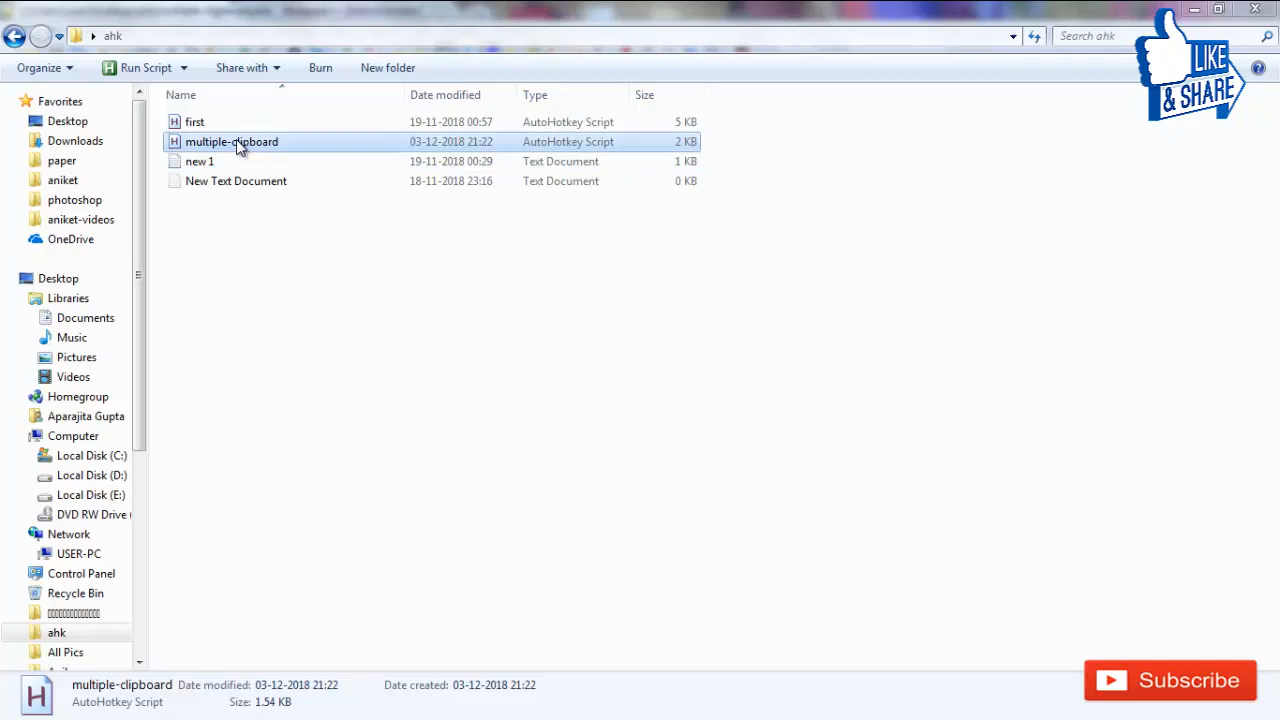 ahk
Search ahk
Organize
Run Script
Share with
Burn
New folder
LIKE
& SHARE
Name
Date modified
Type
Size
first
19-11-2018 00:57
AutoHotkey Script
5 KB
multiple-clipboard
03-12-2018 21:22
AutoHotkey Script
2 KB
new 1
19-11-2018 00:29
Text Document
1 KB
New Text Document
18-11-2018 23:16
Text Document
0 KB
Favorites
Desktop
Downloads
paper
aniket
photoshop
aniket-videos
OneDrive
Desktop
Libraries
Documents
Music
Pictures
Videos
Homegroup
Aparajita Gupta
Computer
Local Disk (C:)
Local Disk (D:)
Local Disk (E:)
DVD RW Drive (
Network
USER-PC
Control Panel
Recycle Bin
ahk
All Pics
multiple-clipboard
Date modified: 03-12-2018 21:22
Date created: 03-12-2018 21:22
AutoHotkey Script
Size: 1.54 KB
Subscribe